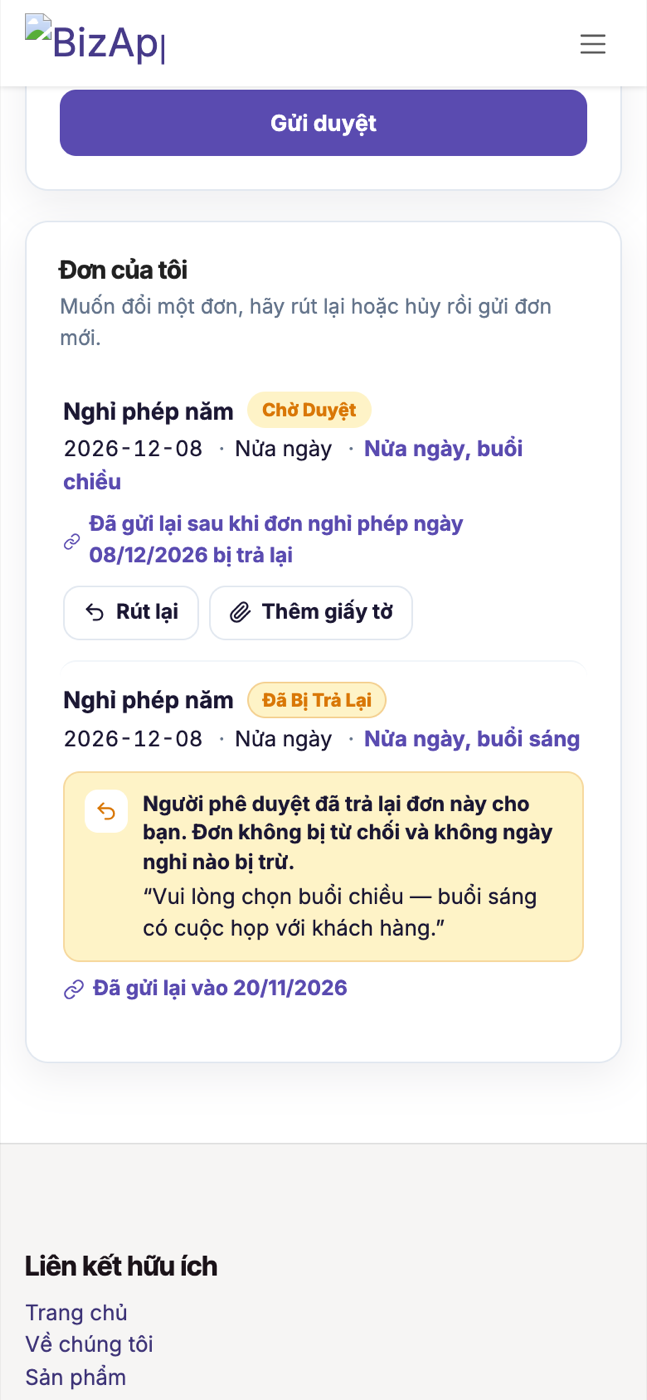 BizAp
Gửi duyệt
Đơn của tôi
Muốn đổi một đơn, hãy rút lại hoặc hủy rồi gửi đơn
mới.
Nghỉ phép năm Chờ Duyệt
2026-12-08 · Nửa ngày · Nửa ngày, buổi
chiều
Đã gửi lại sau khi đơn nghỉ phép ngày
08/12/2026 bị trả lại
Rút lại Thêm giấy tờ
Nghỉ phép năm Đã Bị Trả Lại
2026-12-08 · Nửa ngày · Nửa ngày, buổi sáng
Người phê duyệt đã trả lại đơn này cho
bạn. Đơn không bị từ chối và không ngày
nghỉ nào bị trừ.
“Vui lòng chọn buổi chiều — buổi sáng
có cuộc họp với khách hàng.”
Đã gửi lại vào 20/11/2026
Liên kết hữu ích
Trang chủ
Về chúng tôi
Sản phẩm